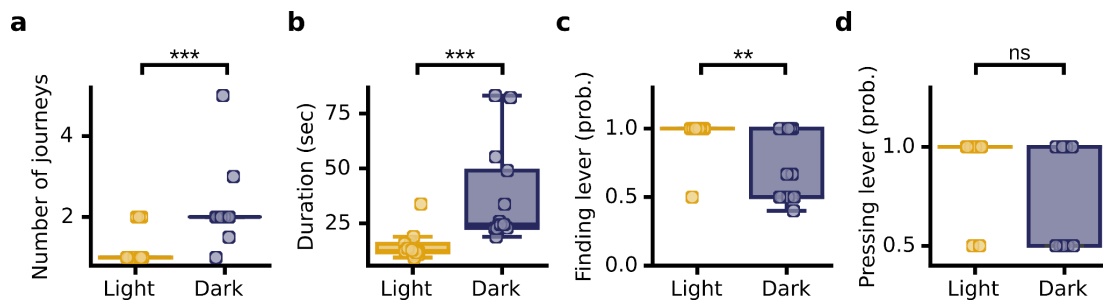 a
Number of journeys
4
2
***
Light Dark
b
Duration (sec)
75
50
25
***
Light Dark
c
Finding lever (prob.)
1.0
0.5
0.0
**
Light Dark
d
Pressing lever (prob.)
1.0
0.5
ns
Light Dark